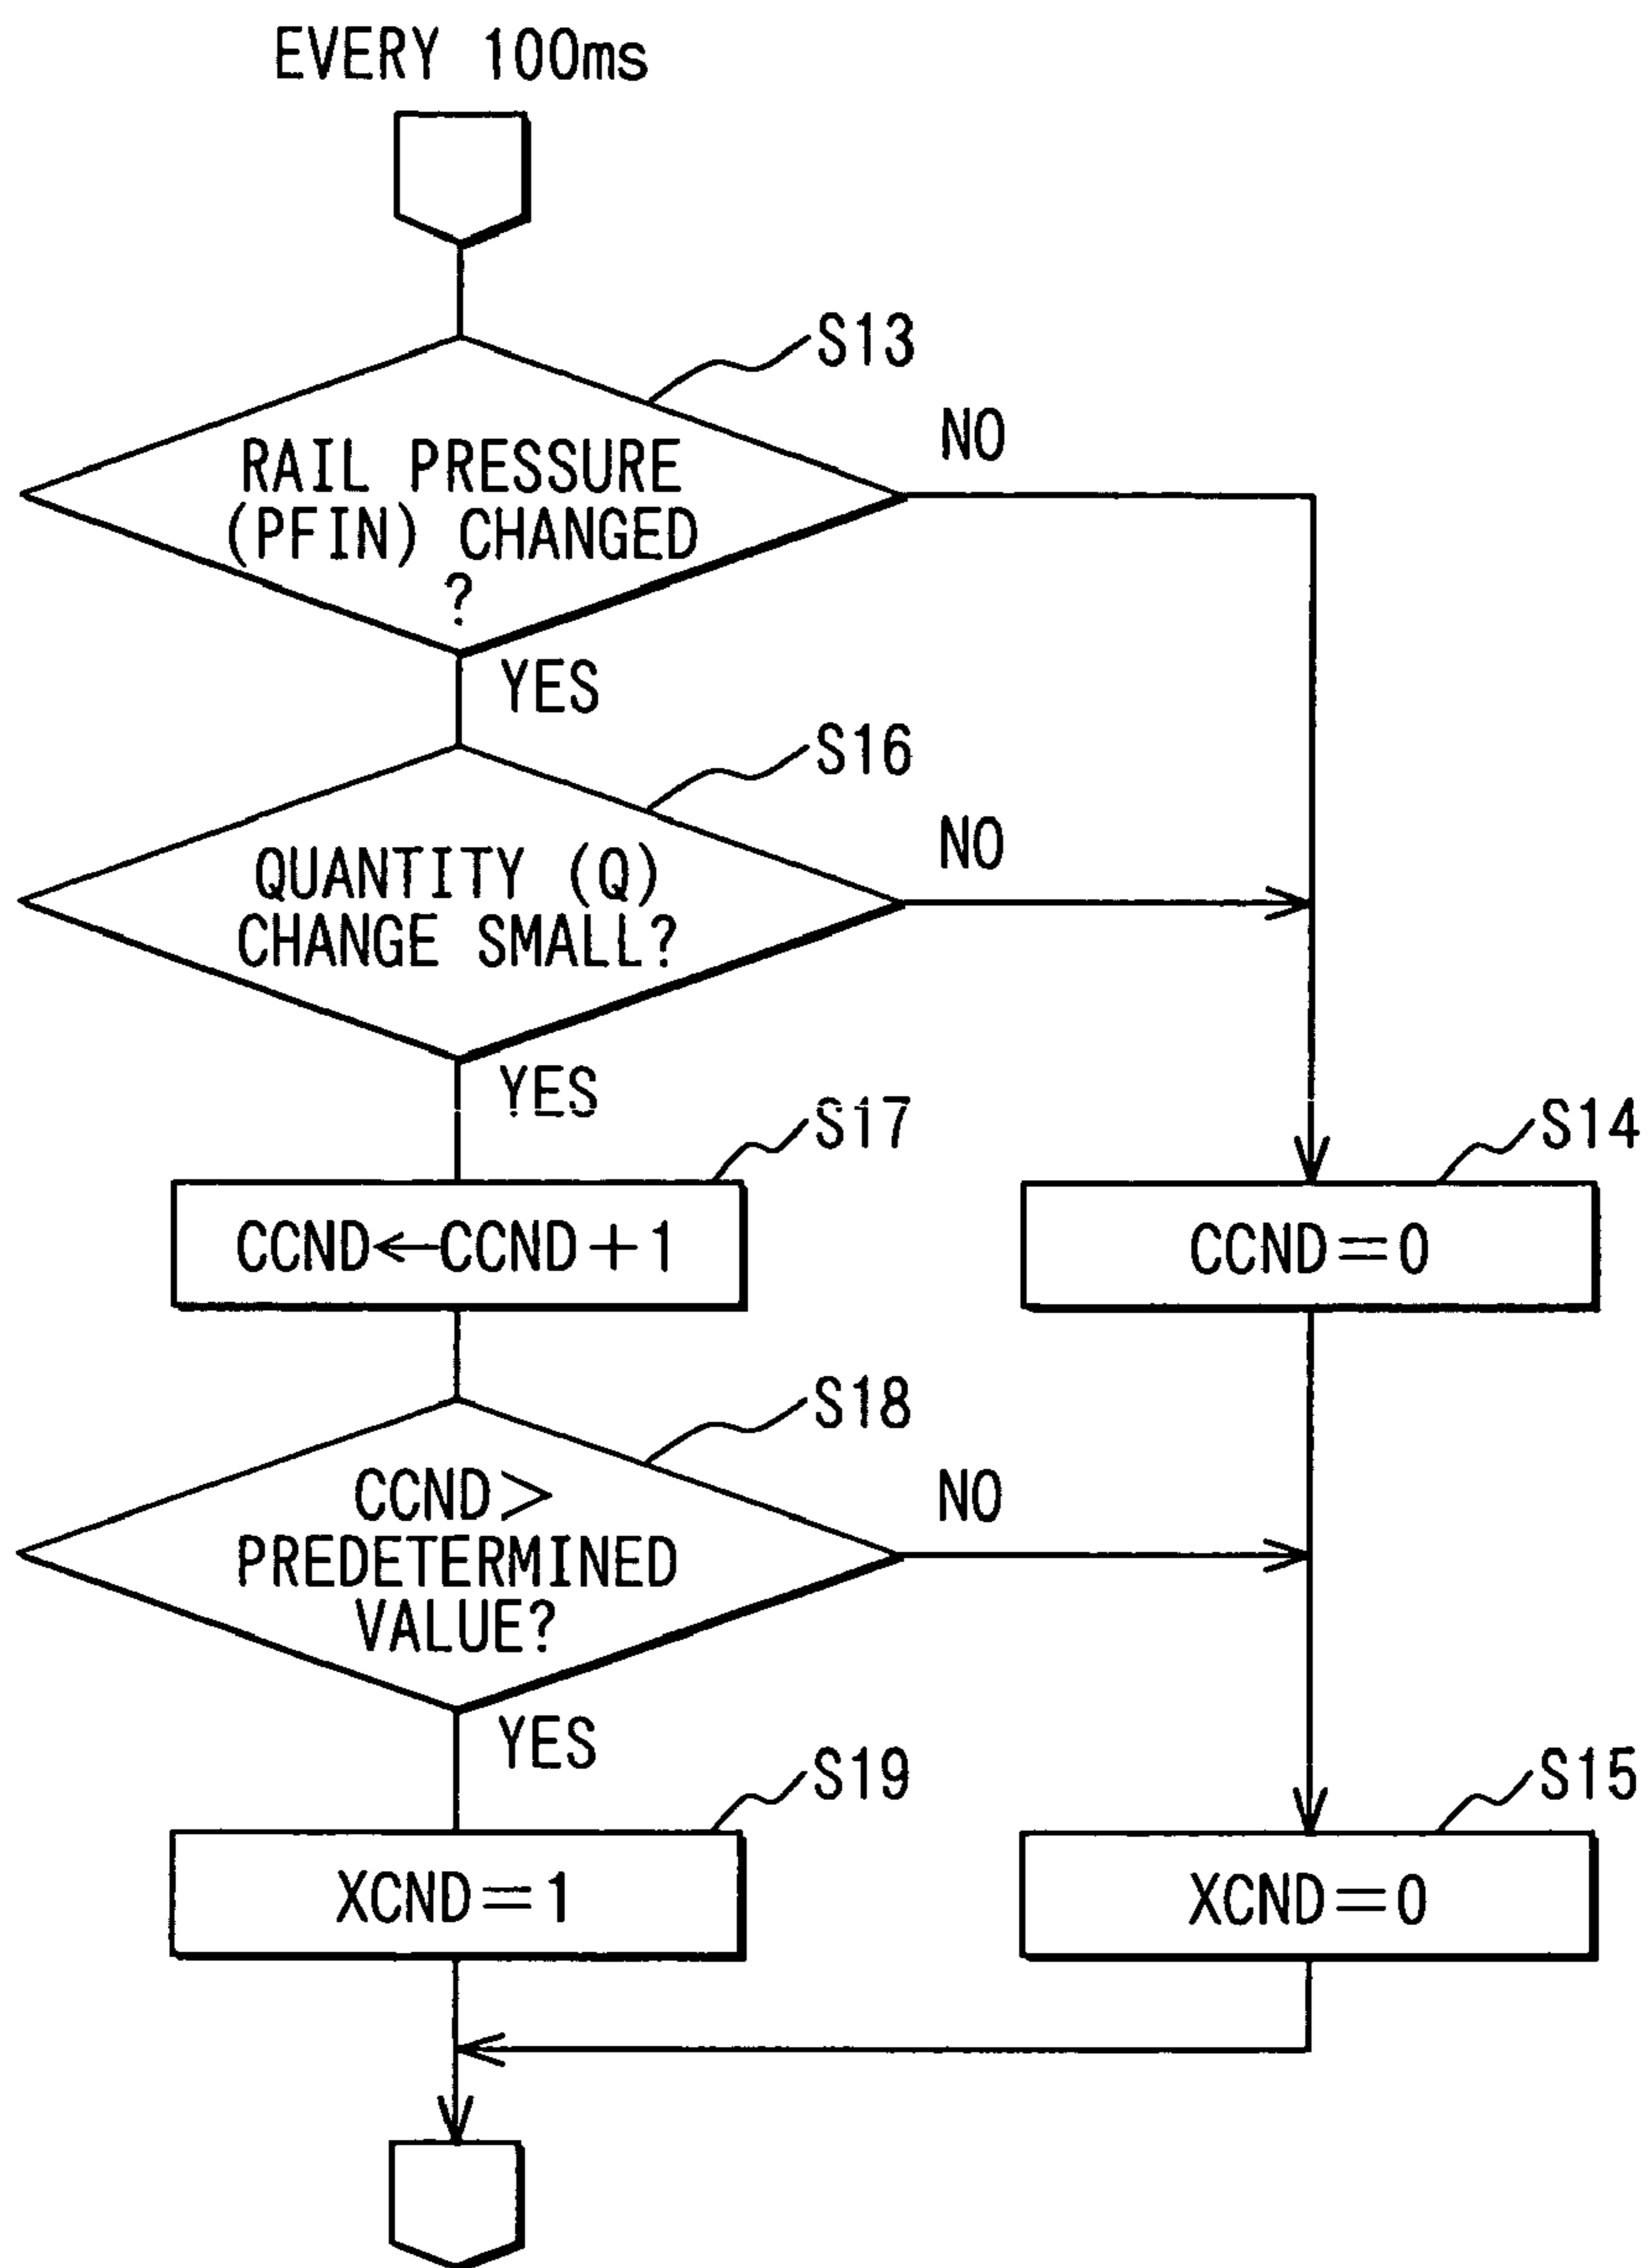 EVERY 100ms
S13
RAIL PRESSURE
(PFIN) CHANGED
?
NO
YES
S16
QUANTITY (Q)
CHANGE SMALL?
NO
YES
S17
CCND←CCND+1
S14
CCND=0
S18
CCND>
PREDETERMINED
VALUE?
NO
YES
S19
XCND=1
S15
XCND=0